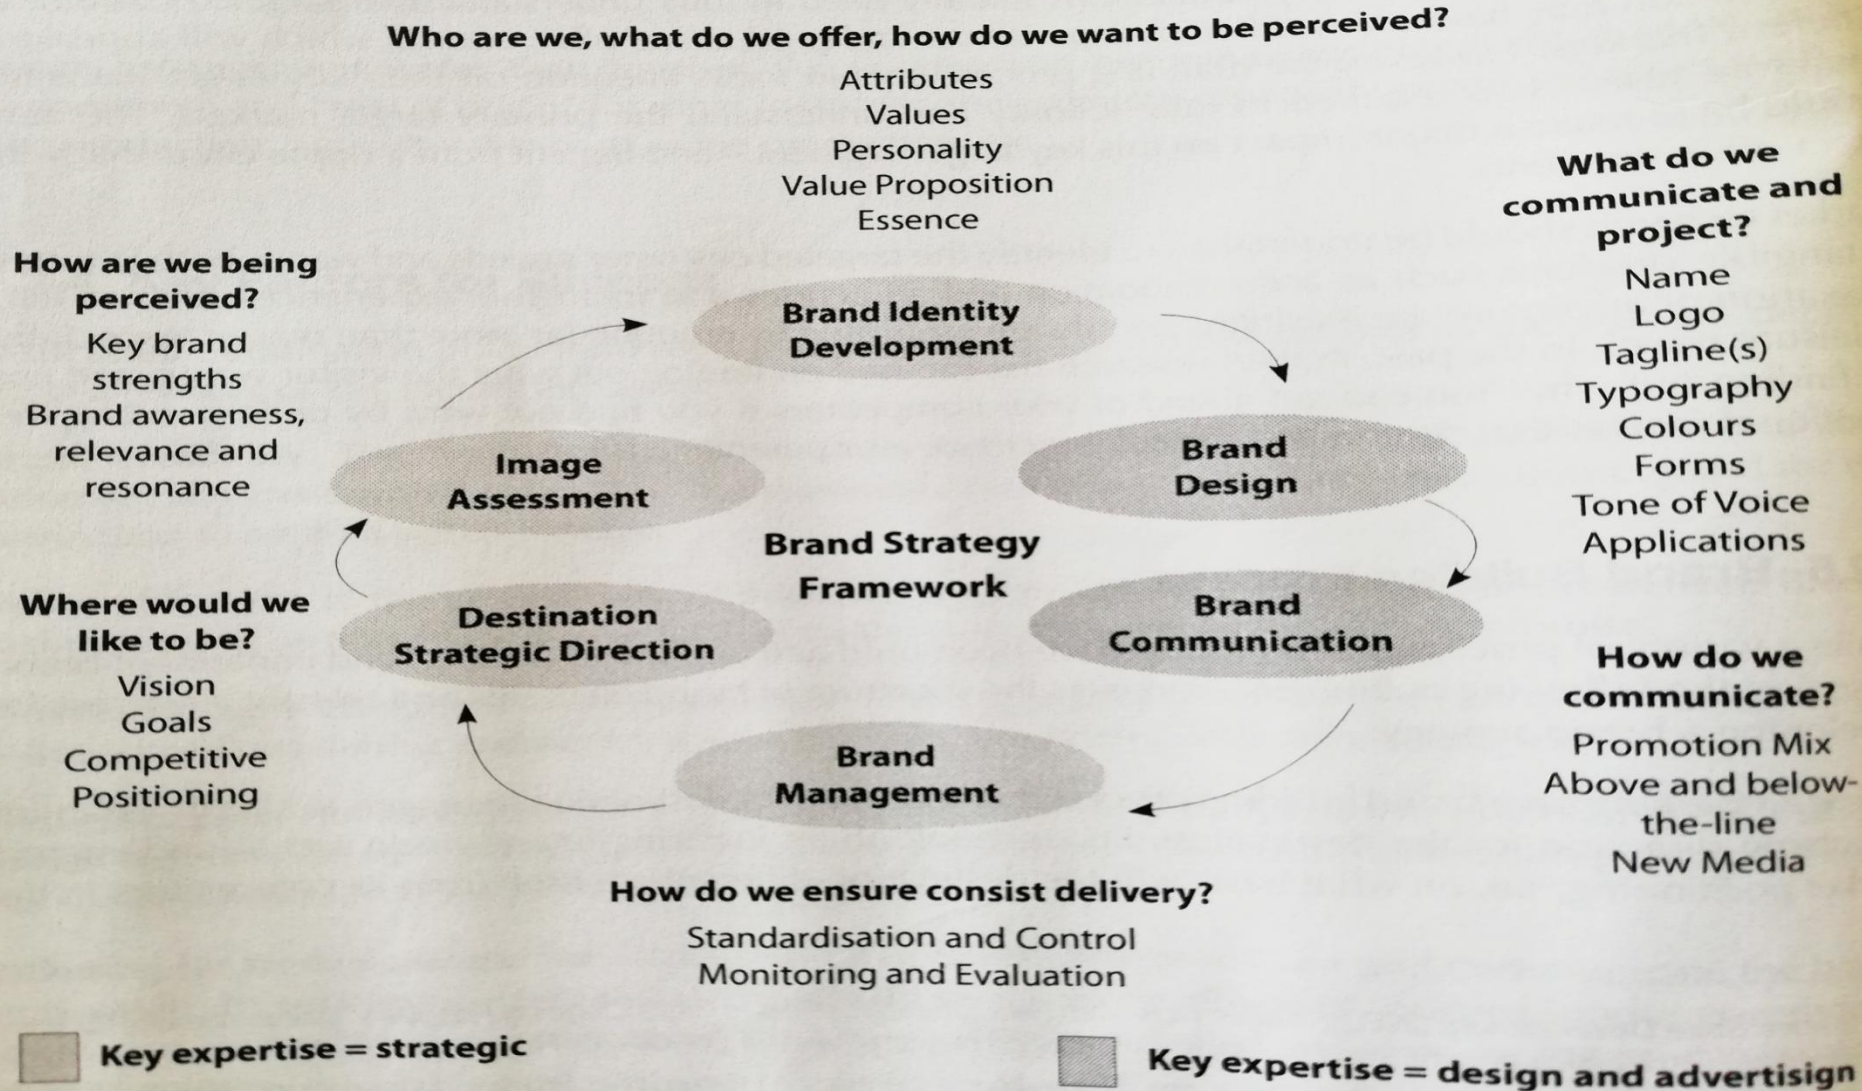 Who are we, what do we offer, how do we want to be perceived?
Attributes
Values
Personality
Value Proposition
Essence
How are we being
perceived?
Key brand
strengths
Brand awareness,
relevance and
resonance
Where would we
like to be?
Vision
Goals
Competitive
Positioning
Brand Identity
Development
Image
Assessment
Brand
Design
Brand Strategy
Framework
Destination
Strategic Direction
Brand
Communication
Brand
Management
What do we
communicate and
project?
Name
Logo
Tagline(s)
Typography
Colours
Forms
Tone of Voice
Applications
How do we
communicate?
Promotion Mix
Above and below-
the-line
New Media
How do we ensure consist delivery?
Standardisation and Control
Monitoring and Evaluation
Key expertise = strategic
Key expertise = design and advertisign